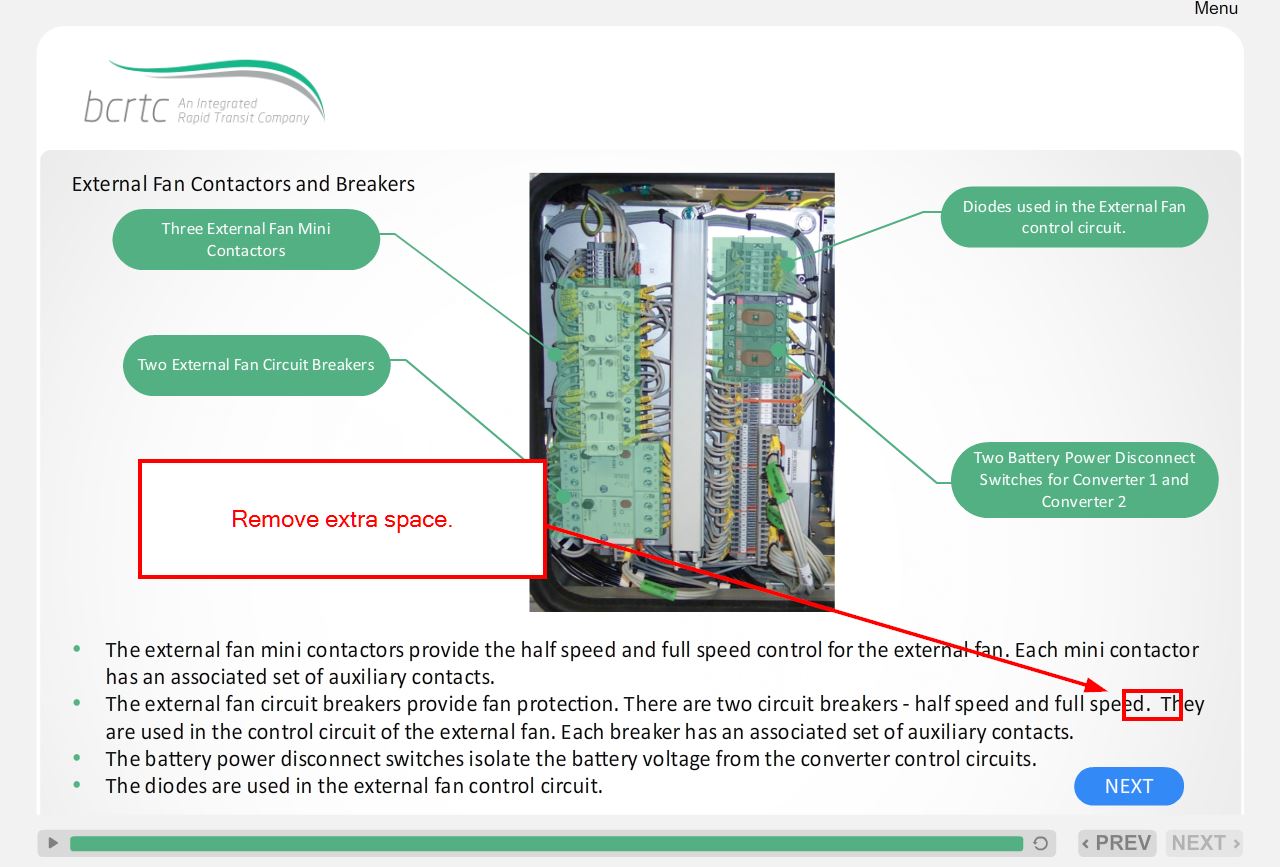 Menu
bcrtc An Integrated
Rapid Transit Company
External Fan Contactors and Breakers
Three External Fan Mini
Contactors
Diodes used in the External Fan
control circuit.
Two External Fan Circuit Breakers
Two Battery Power Disconnect
Switches for Converter 1 and
Converter 2
Remove extra space.
• The external fan mini contactors provide the half speed and full speed control for the external fan. Each mini contactor
has an associated set of auxiliary contacts.
• The external fan circuit breakers provide fan protection. There are two circuit breakers - half speed and full speed.  They
are used in the control circuit of the external fan. Each breaker has an associated set of auxiliary contacts.
• The battery power disconnect switches isolate the battery voltage from the converter control circuits.
• The diodes are used in the external fan control circuit.
NEXT
‹ PREV NEXT ›